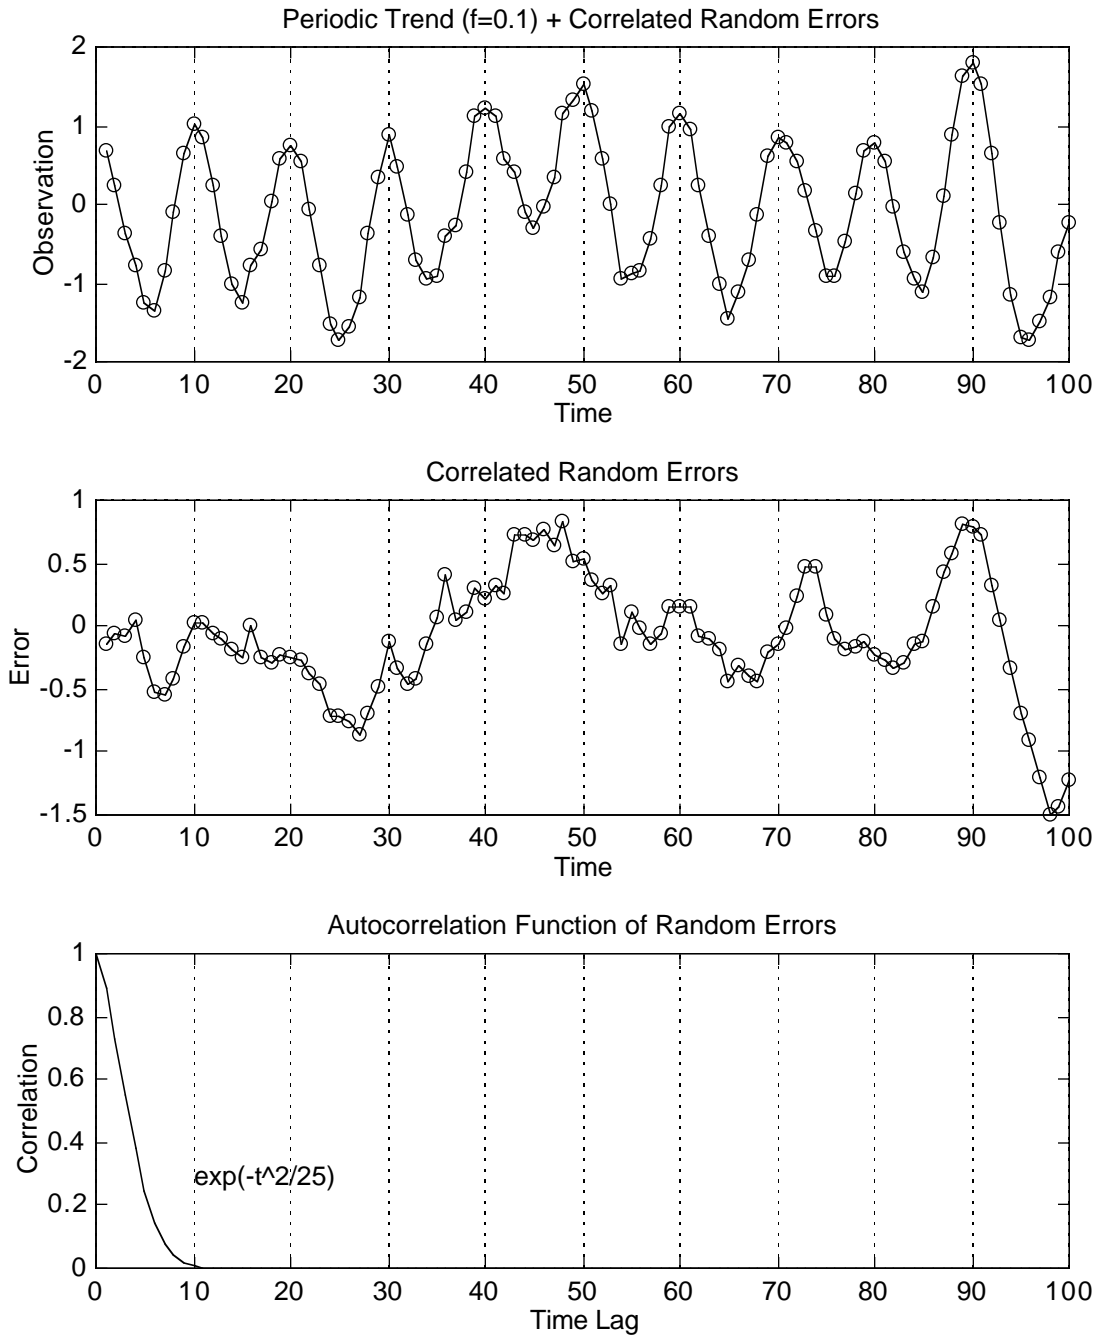 Periodic Trend (f=0.1) + Correlated Random Errors
2
1
0
-1
-2
Observation
0 10 20 30 40 50 60 70 80 90 100
Time
Correlated Random Errors
1
0.5
0
-0.5
-1
-1.5
Error
0 10 20 30 40 50 60 70 80 90 100
Time
Autocorrelation Function of Random Errors
1
0.8
0.6
0.4
0.2
0
Correlation
exp(-t^2/25)
0 10 20 30 40 50 60 70 80 90 100
Time Lag